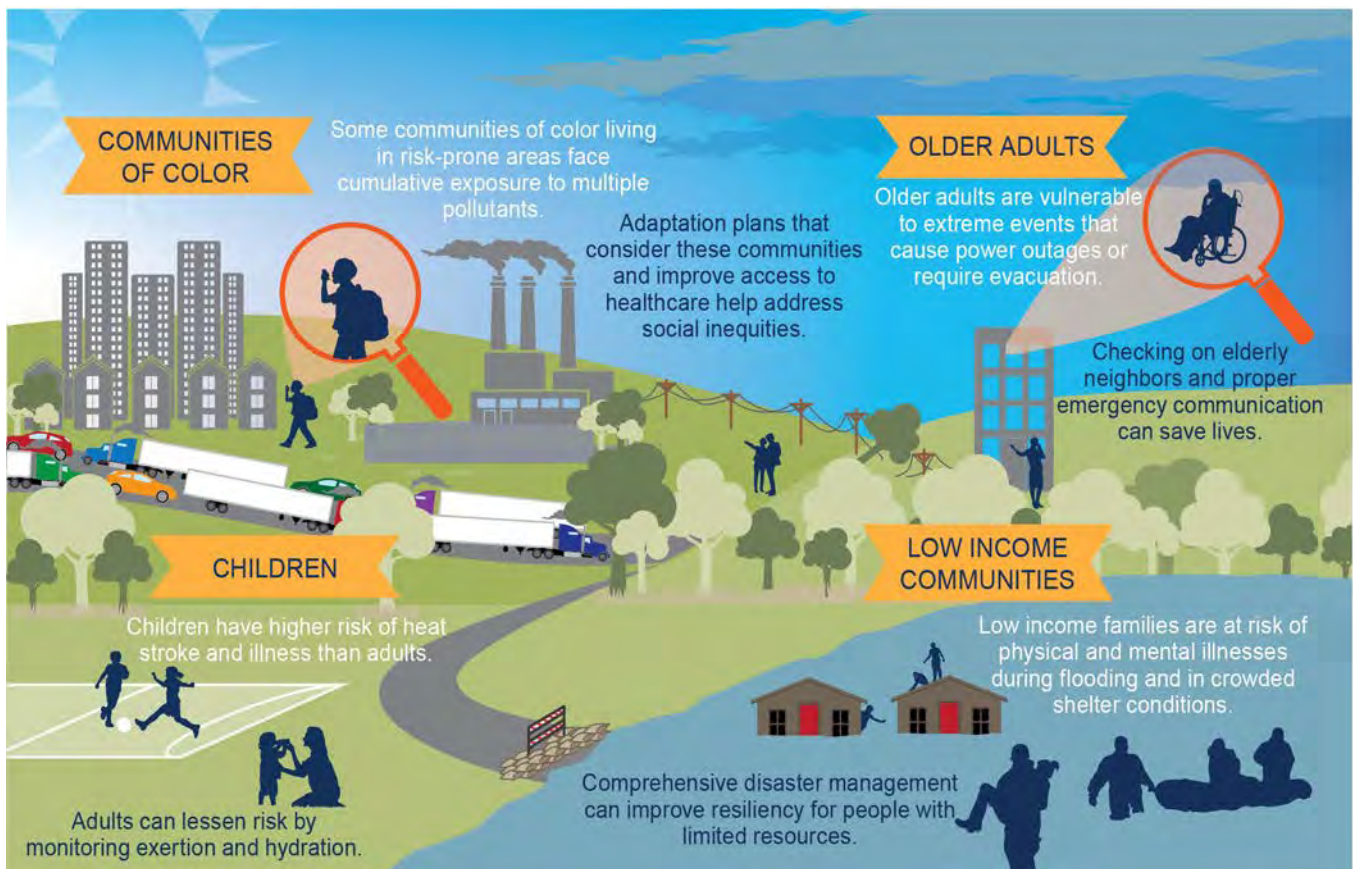 COMMUNITIES
OF COLOR
Some communities of color living
in risk-prone areas face
cumulative exposure to multiple
pollutants.
Adaptation plans that
consider these communities
and improve access to
healthcare help address
social inequities.
OLDER ADULTS
Older adults are vulnerable
to extreme events that
cause power outages or
require evacuation.
Checking on elderly
neighbors and proper
emergency communication
can save lives.
CHILDREN
Children have higher risk of heat
stroke and illness than adults.
Adults can lessen risk by
monitoring exertion and hydration.
LOW INCOME
COMMUNITIES
Low income families are at risk of
physical and mental illnesses
during flooding and in crowded
shelter conditions.
Comprehensive disaster management
can improve resiliency for people with
limited resources.